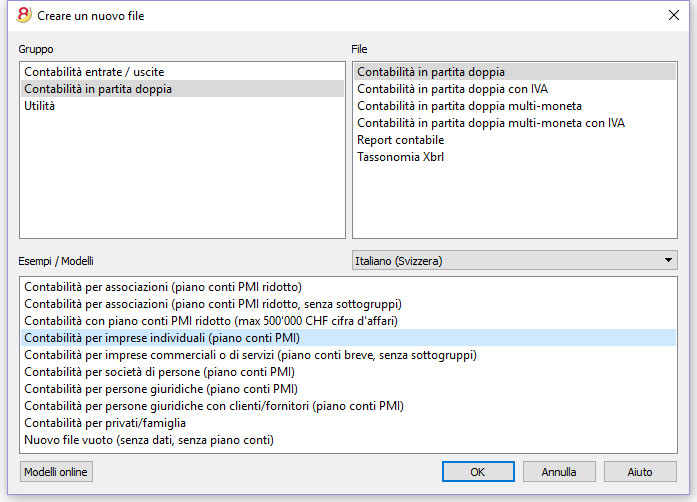 Creare un nuovo file
Gruppo
File
Contabilità entrate / uscite
Contabilità in partita doppia
Utilità
Contabilità in partita doppia
Contabilità in partita doppia con IVA
Contabilità in partita doppia multi-moneta
Contabilità in partita doppia multi-moneta con IVA
Report contabile
Tassonomia Xbrl
Esempi / Modelli
Italiano (Svizzera)
Contabilità per associazioni (piano conti PMI ridotto)
Contabilità per associazioni (piano conti PMI ridotto, senza sottogruppi)
Contabilità con piano conti PMI ridotto (max 500'000 CHF cifra d'affari)
Contabilità per imprese individuali (piano conti PMI)
Contabilità per imprese commerciali o di servizi (piano conti breve, senza sottogruppi)
Contabilità per società di persone (piano conti PMI)
Contabilità per persone giuridiche (piano conti PMI)
Contabilità per persone giuridiche con clienti/fornitori (piano conti PMI)
Contabilità per privati/famiglia
Nuovo file vuoto (senza dati, senza piano conti)
Modelli online
OK
Annulla
Aiuto